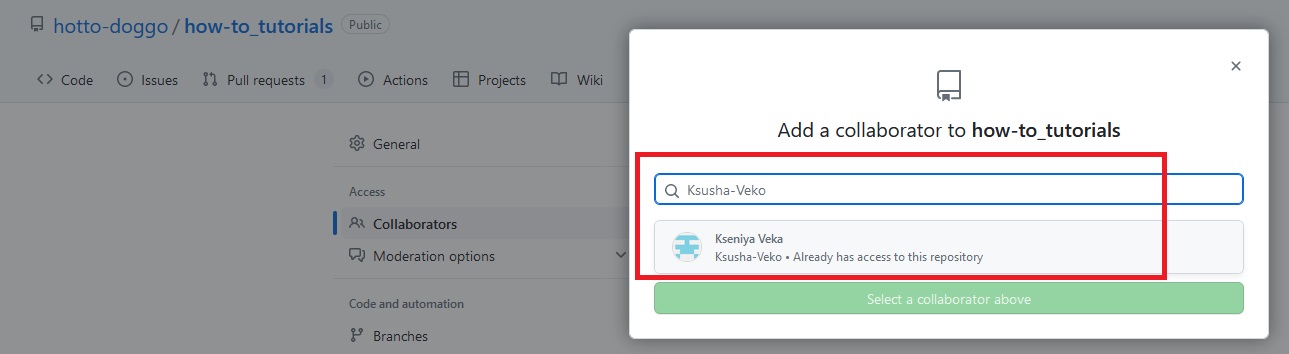 hotto-doggo / how-to_tutorials Public
Code Issues Pull requests 1 Actions Projects Wiki
General
Access
Collaborators
Moderation options
Code and automation
Branches
Add a collaborator to how-to_tutorials
Ksusha-Veko
Kseniya Veka
Ksusha-Veko • Already has access to this repository
Select a collaborator above